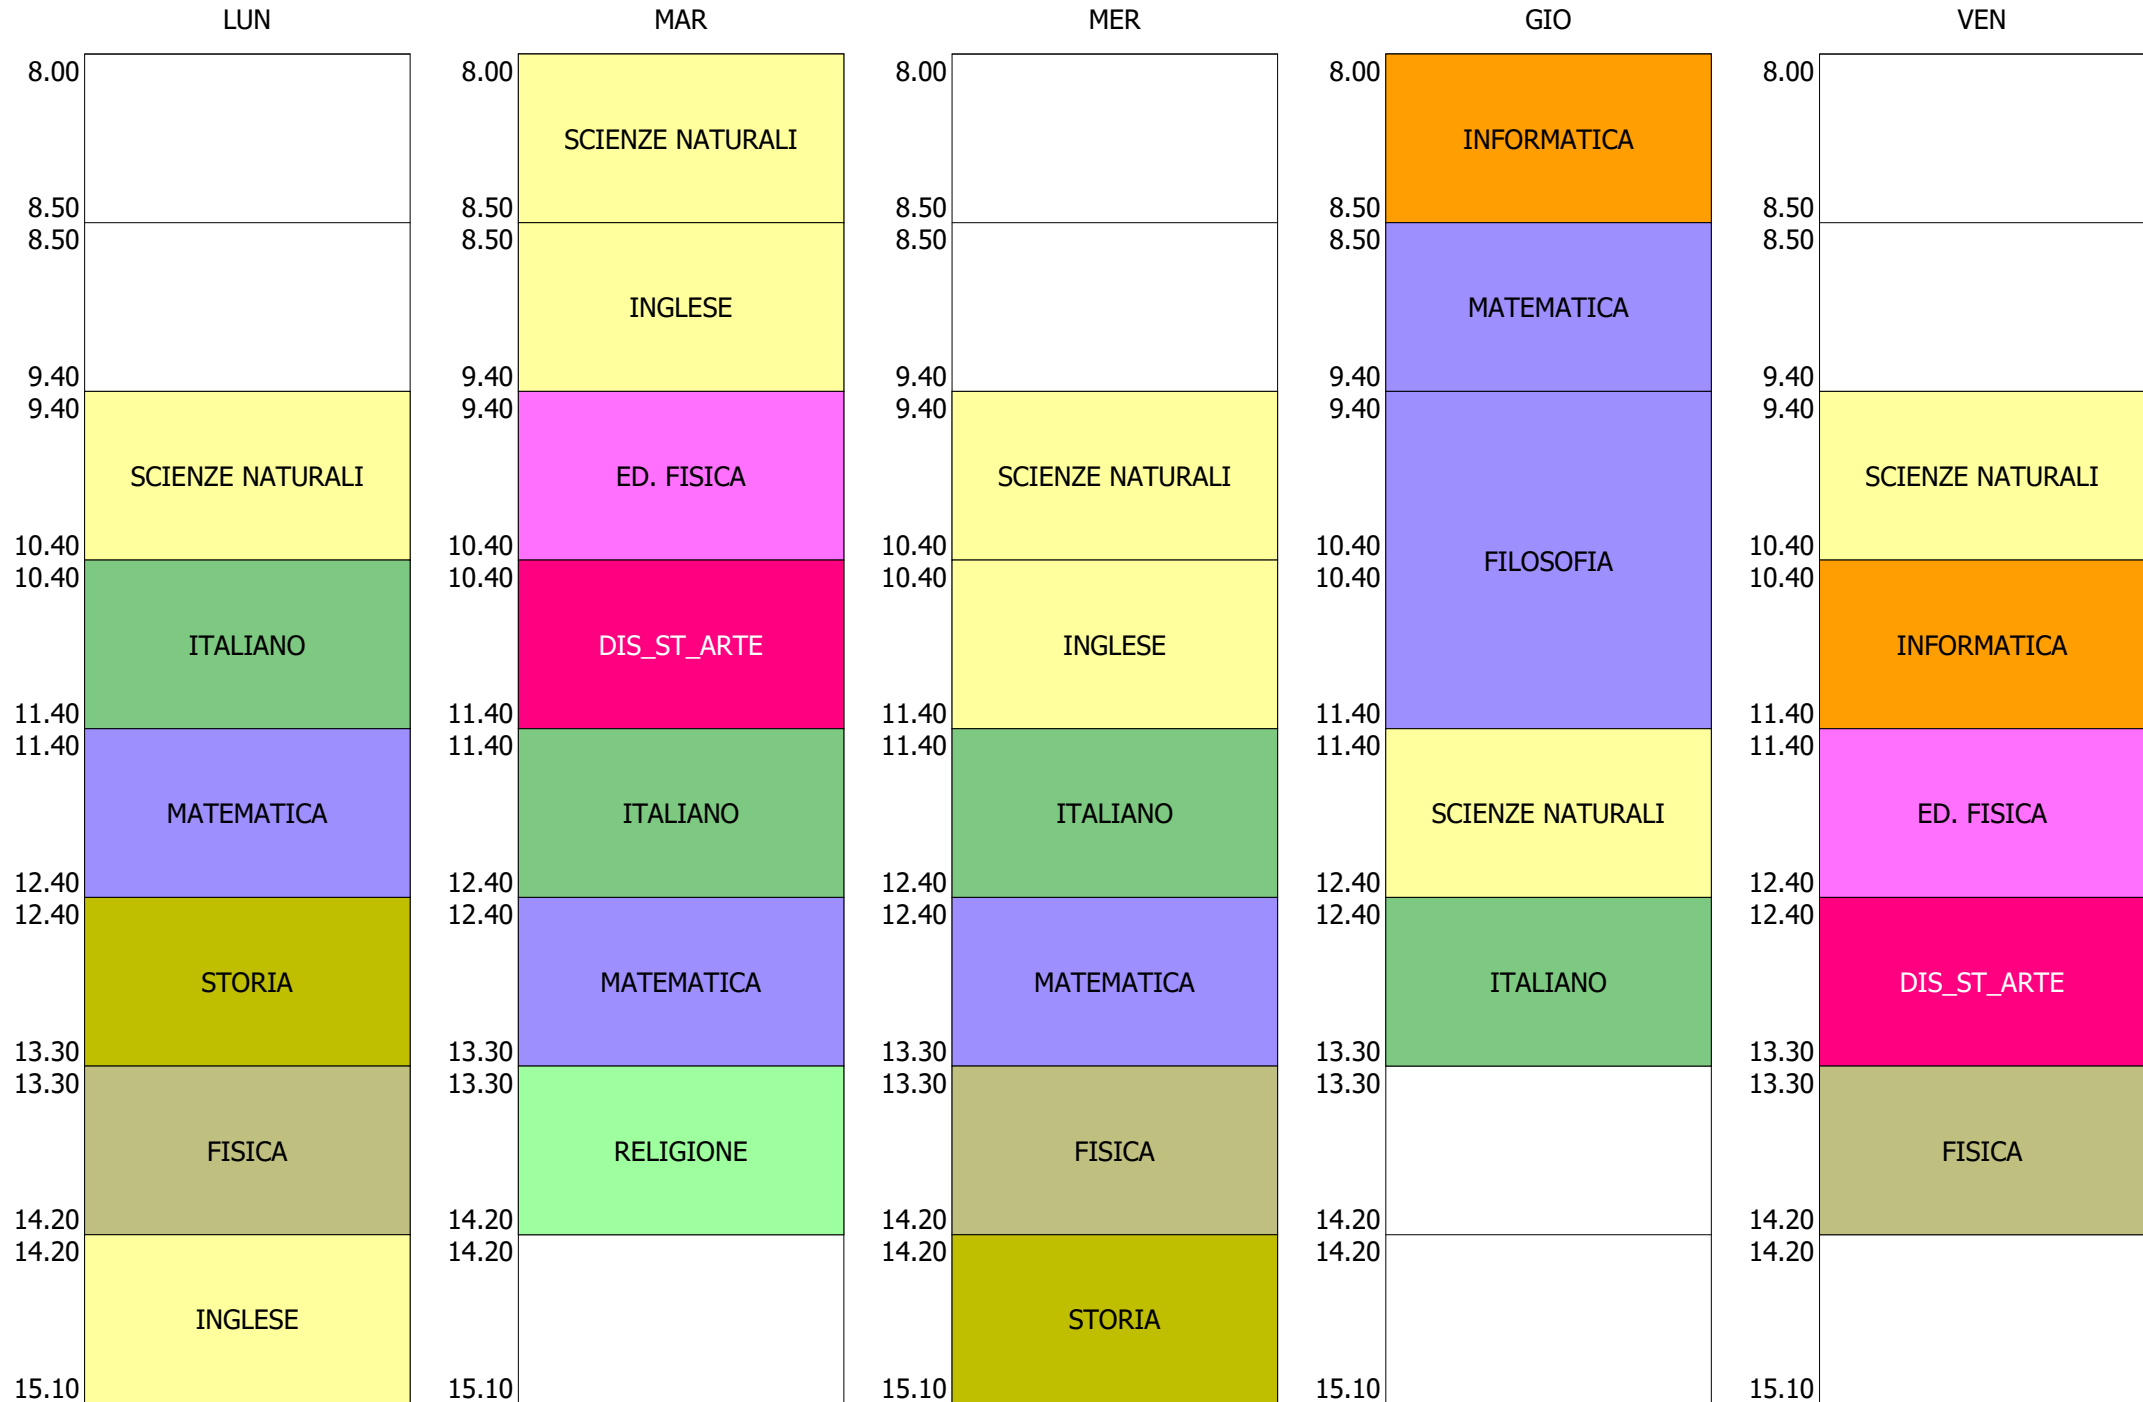 LUN MAR MER GIO VEN
8.00 8.00 8.00 8.00 8.00
SCIENZE NATURALI INFORMATICA
8.50 8.50 8.50 8.50 8.50
8.50 8.50 8.50 8.50 8.50
INGLESE MATEMATICA
9.40 9.40 9.40 9.40 9.40
9.40 9.40 9.40 9.40 9.40
SCIENZE NATURALI ED. FISICA SCIENZE NATURALI SCIENZE NATURALI
10.40 10.40 10.40 10.40 10.40
FILOSOFIA
10.40 10.40 10.40 10.40 10.40
ITALIANO DIS_ST_ARTE INGLESE INFORMATICA
11.40 11.40 11.40 11.40 11.40
11.40 11.40 11.40 11.40 11.40
MATEMATICA ITALIANO ITALIANO SCIENZE NATURALI ED. FISICA
12.40 12.40 12.40 12.40 12.40
12.40 12.40 12.40 12.40 12.40
STORIA MATEMATICA MATEMATICA ITALIANO DIS_ST_ARTE
13.30 13.30 13.30 13.30 13.30
13.30 13.30 13.30 13.30 13.30
FISICA RELIGIONE FISICA FISICA
14.20 14.20 14.20 14.20 14.20
14.20 14.20 14.20 14.20 14.20
INGLESE STORIA
15.10 15.10 15.10 15.10 15.10